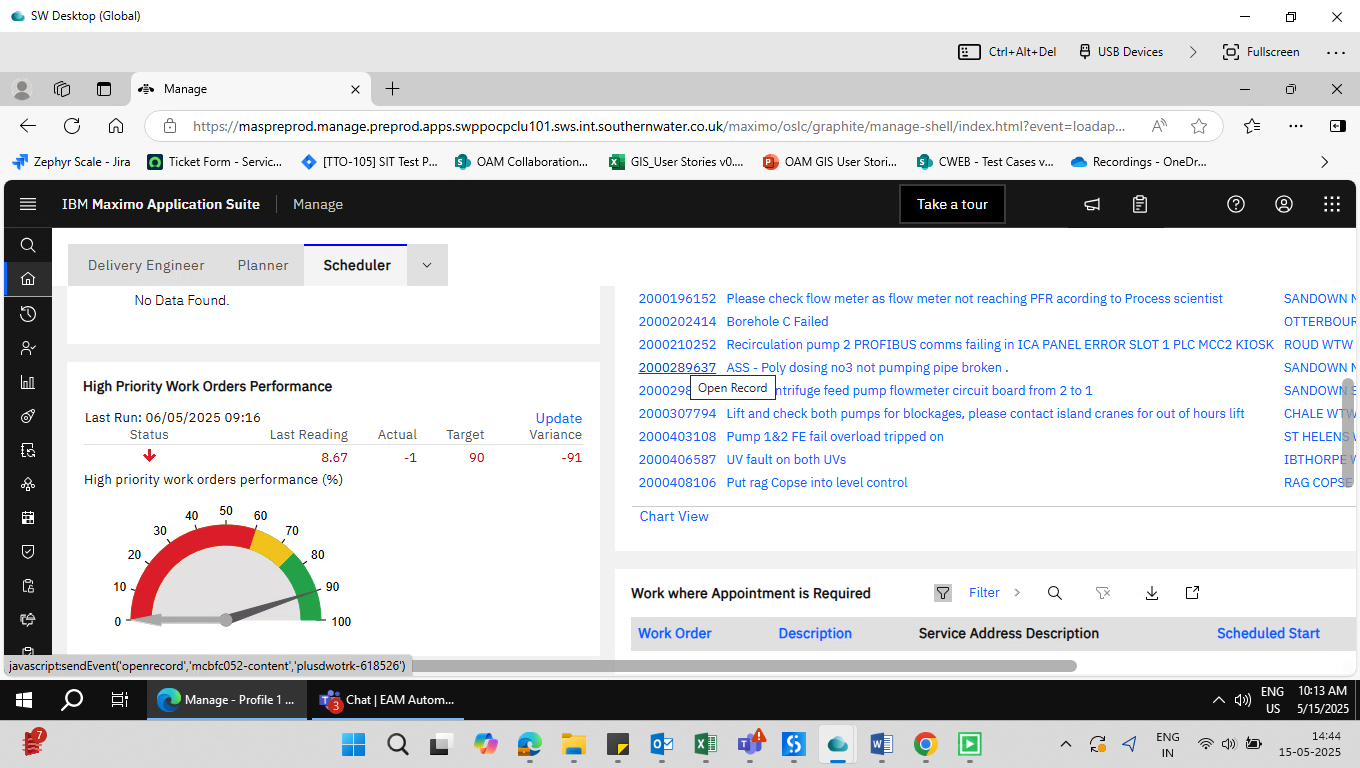 SW Desktop (Global)
Ctrl+Alt+Del USB Devices Fullscreen
Manage
https://maspreprod.manage.preprod.apps.swppocpclu101.sws.int.southernwater.co.uk/maximo/oslc/graphite/manage-shell/index.html?event=loadap...
Zephyr Scale - Jira Ticket Form - Servic... [TTO-105] SIT Test P... OAM Collaboration... GIS_User Stories v0.... OAM GIS User Stori... CWEB - Test Cases v... Recordings - OneDr...
IBM Maximo Application Suite Manage Take a tour
Delivery Engineer Planner Scheduler
No Data Found.
High Priority Work Orders Performance
Last Run: 06/05/2025 09:16 Update
Status Last Reading Actual Target Variance
8.67 -1 90 -91
High priority work orders performance (%)
0 10 20 30 40 50 60 70 80 90 100
2000196152 Please check flow meter as flow meter not reaching PFR acording to Process scientist SANDOWN N
2000202414 Borehole C Failed OTTERBOUR
2000210252 Recirculation pump 2 PROFIBUS comms failing in ICA PANEL ERROR SLOT 1 PLC MCC2 KIOSK ROUD WTW
2000289637 ASS - Poly dosing no3 not pumping pipe broken . SANDOWN N
Open Record
200029 ntrifuge feed pump flowmeter circuit board from 2 to 1 SANDOWN
2000307794 Lift and check both pumps for blockages, please contact island cranes for out of hours lift CHALE WTW
2000403108 Pump 1&2 FE fail overload tripped on ST HELENS
2000406587 UV fault on both UVs IBTHORPE
2000408106 Put rag Copse into level control RAG COPSE
Chart View
Work where Appointment is Required Filter
Work Order Description Service Address Description Scheduled Start
javascript:sendEvent('openrecord','mcbfc052-content','plusdwotrk-618526')
Manage - Profile 1 ... 3 Chat | EAM Autom... ENG US 10:13 AM 5/15/2025
7 ENG IN 14:44 15-05-2025